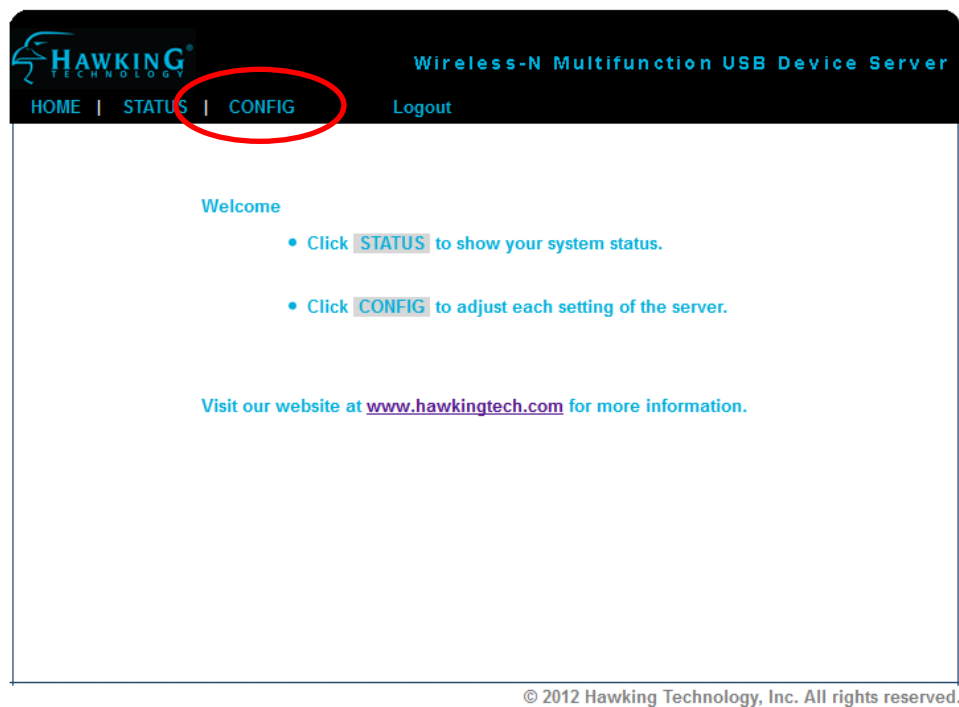 HAWKING®
TECHNOLOGY
Wireless-N Multifunction USB Device Server
HOME | STATUS | CONFIG Logout
Welcome
• Click STATUS to show your system status.
• Click CONFIG to adjust each setting of the server.
Visit our website at www.hawkingtech.com for more information.
© 2012 Hawking Technology, Inc. All rights reserved.